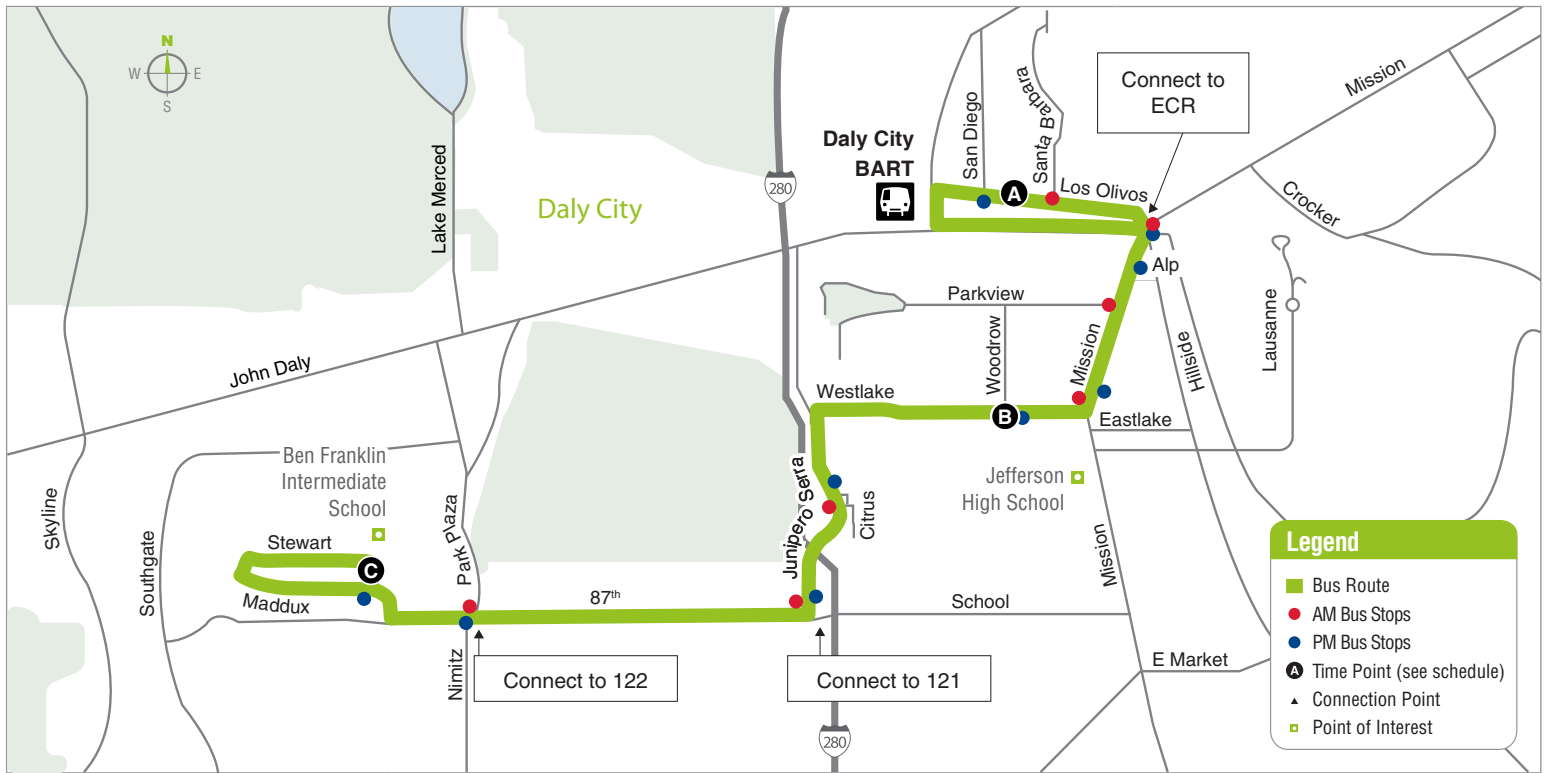 N
W
E
S
Lake Merced
Daly City
280
Daly City
BART
San Diego
Santa Barbara
Los Olivos
Connect to
ECR
Mission
Crocker
A
Alp
Parkview
Woodrow
Mission
Hillside
Lausanne
John Daly
Westlake
B
Eastlake
Ben Franklin
Intermediate
School
Jefferson
High School
Skyline
Southgate
Stewart
C
Maddux
Park Plaza
87th
Junipero Serra
Citrus
School
Mission
Nimitz
Connect to 122
Connect to 121
E Market
280
Legend
Bus Route
AM Bus Stops
PM Bus Stops
A Time Point (see schedule)
Connection Point
Point of Interest